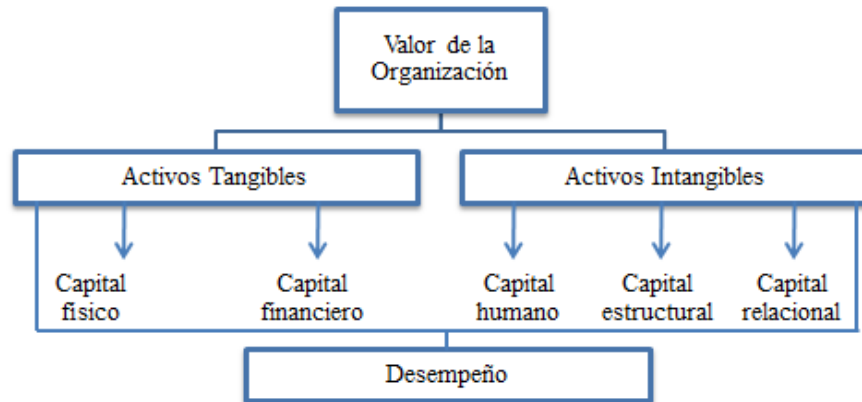 Valor de la
Organización
Activos Tangibles
Activos Intangibles
Capital
físico
Capital
financiero
Capital
humano
Capital
estructural
Capital
relacional
Desempeño